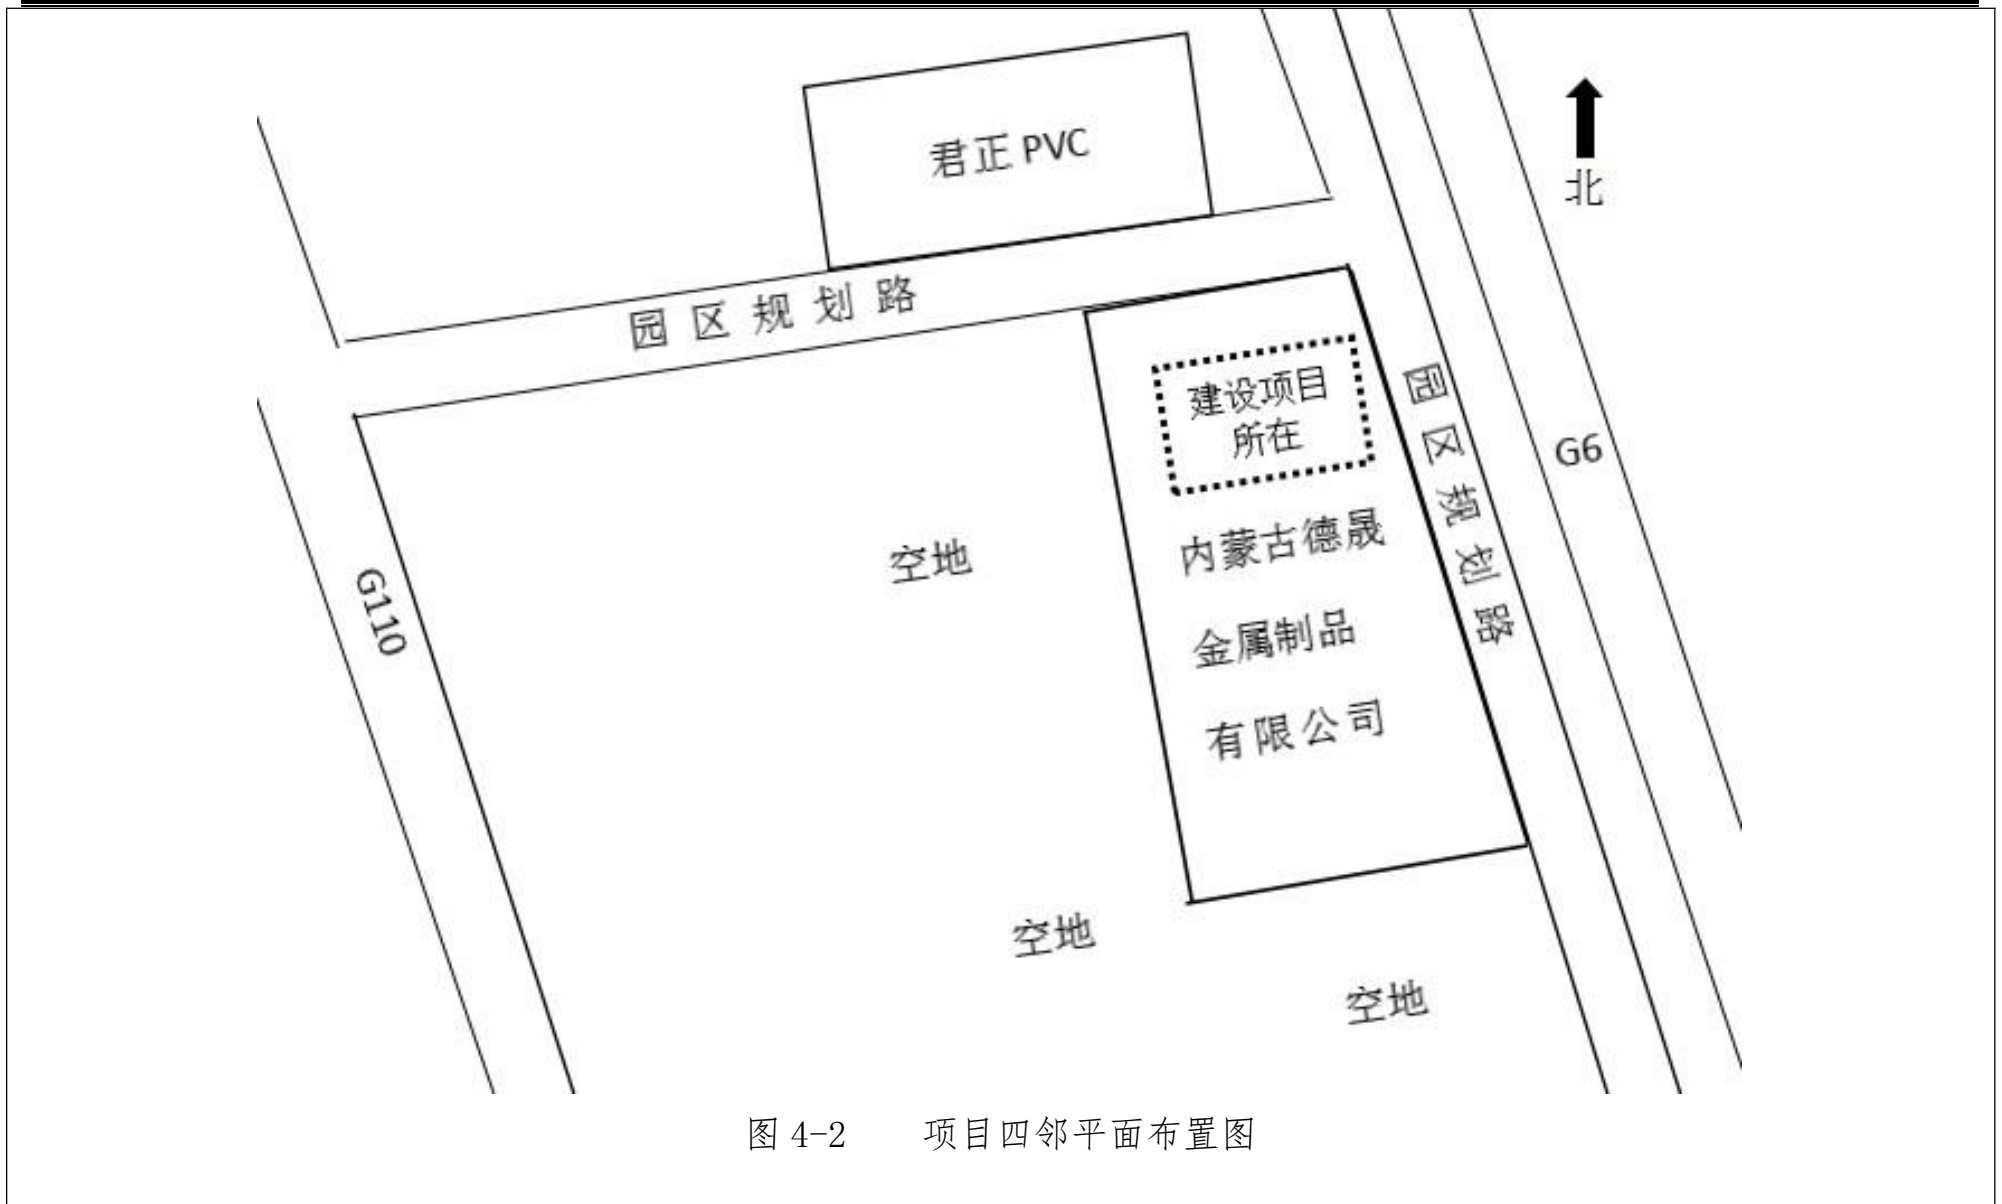 君正 PVC
北
园区规划路
建设项目
所在
园区规划路
G6
内蒙古德晟
空地
G110
金属制品
有限公司
空地
空地
图 4-2 项目四邻平面布置图